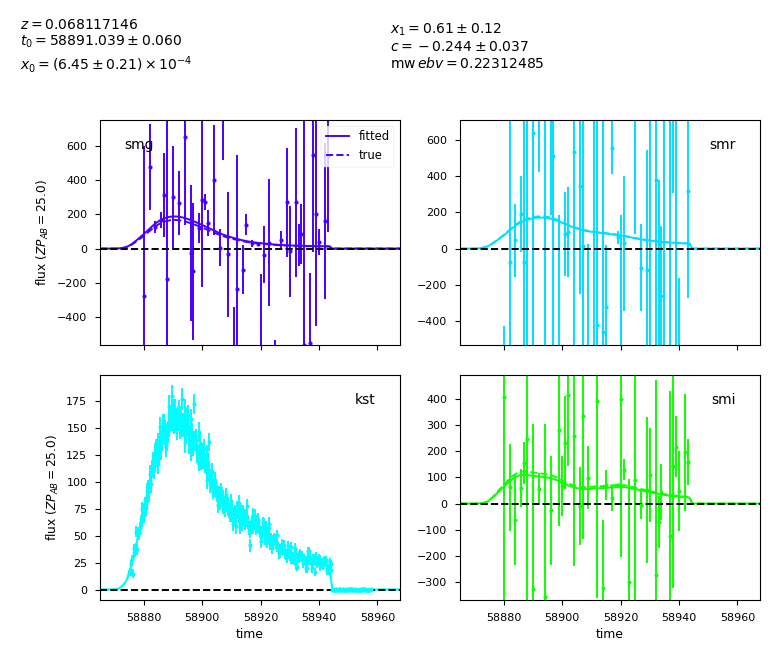 z = 0.068117146
t₀ = 58891.039 ± 0.060
x₀ = (6.45 ± 0.21) × 10⁻⁴
x₁ = 0.61 ± 0.12
c = −0.244 ± 0.037
mw ebv = 0.22312485
smg
fitted
true
600
400
200
0
−200
−400
flux (ZP_AB = 25.0)
smr
600
400
200
0
−200
−400
kst
175
150
125
100
75
50
25
0
flux (ZP_AB = 25.0)
58880 58900 58920 58940 58960
time
smi
400
300
200
100
0
−100
−200
−300
58880 58900 58920 58940 58960
time